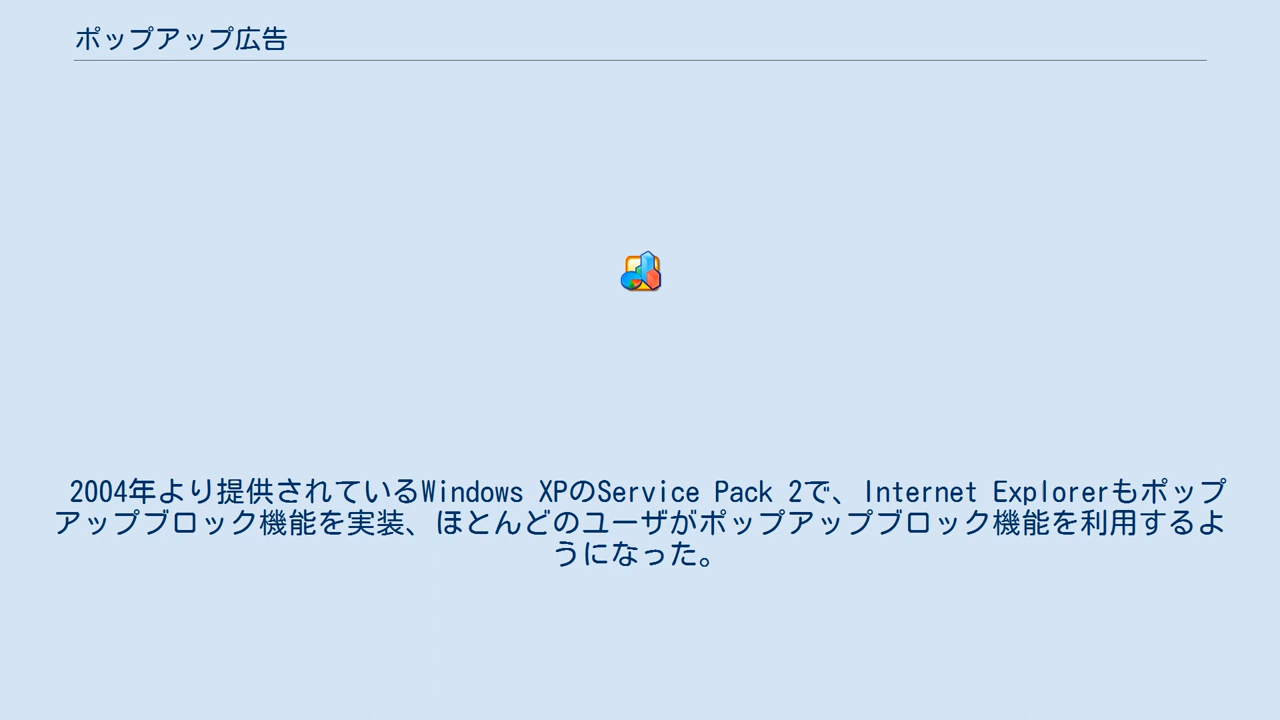 ポップアップ広告
2004年より提供されているWindows XPのService Pack 2で、Internet Explorerもポップ
アップブロック機能を実装、ほとんどのユーザがポップアップブロック機能を利用するよ
うになった。